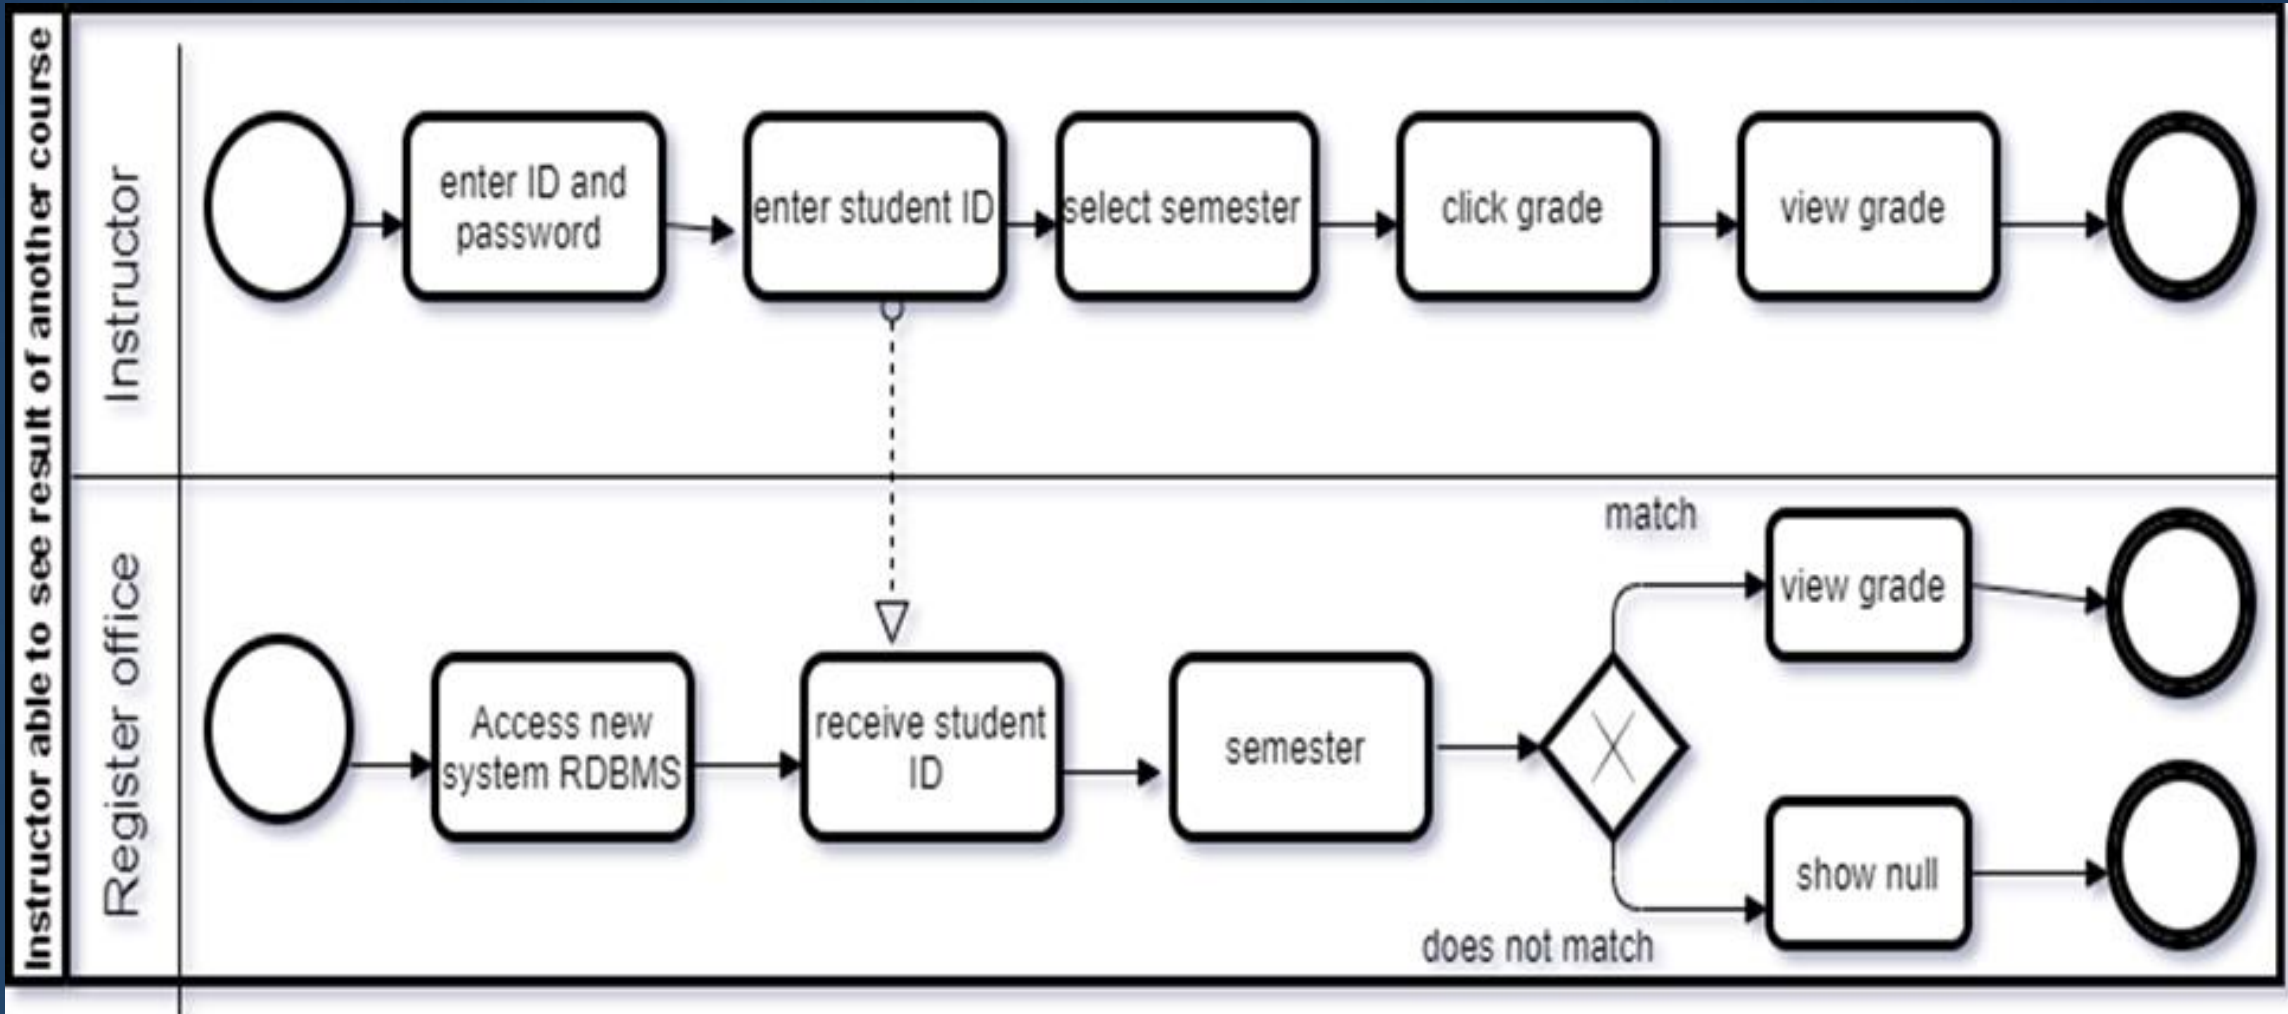 Instructor able to see result of another course
Instructor
enter ID and
password
enter student ID
select semester
click grade
view grade
Register office
Access new
system RDBMS
receive student
ID
semester
match
view grade
does not match
show null